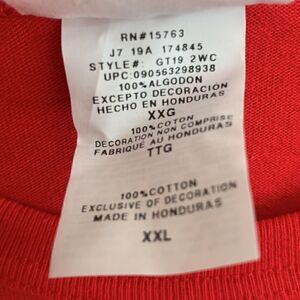 RN#15763
J7 19A 174845
STYLE#: GT19 2WC
UPC:090563298938
100%ALGODON
EXCEPTO DECORACION
HECHO EN HONDURAS
XXG
100%COTON
DECORATION NON COMPRISE
FABRIQUÉ AU HONDURAS
TTG
100%COTTON
EXCLUSIVE OF DECORATION
MADE IN HONDURAS
XXL